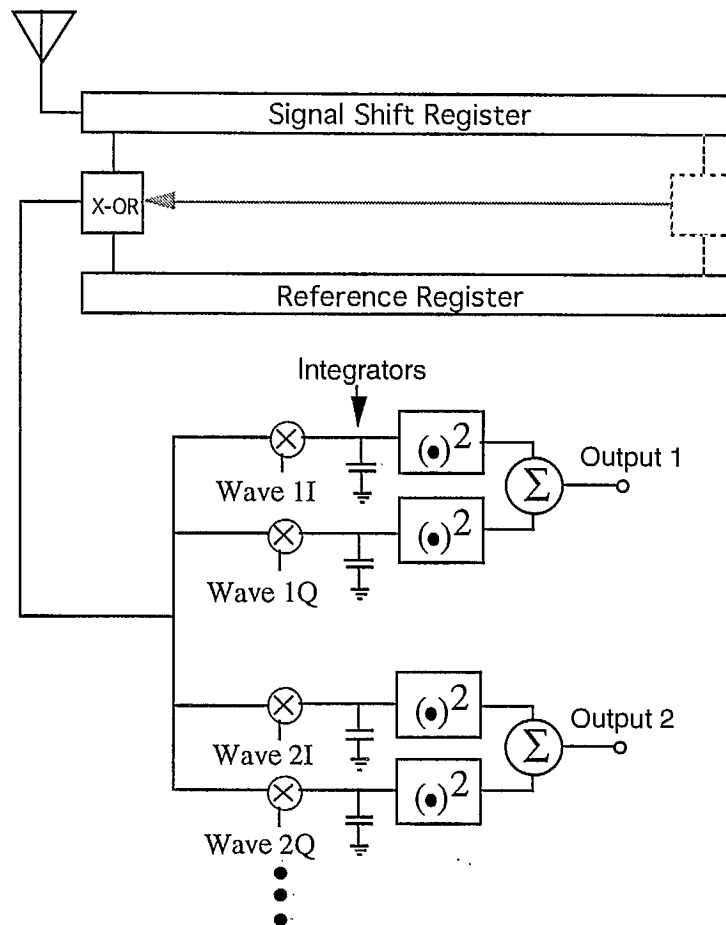 Signal Shift Register
X-OR
Reference Register
Integrators
(•)²
Output 1
Wave 1I
Σ
(•)²
Wave 1Q
(•)²
Output 2
Wave 2I
Σ
(•)²
Wave 2Q